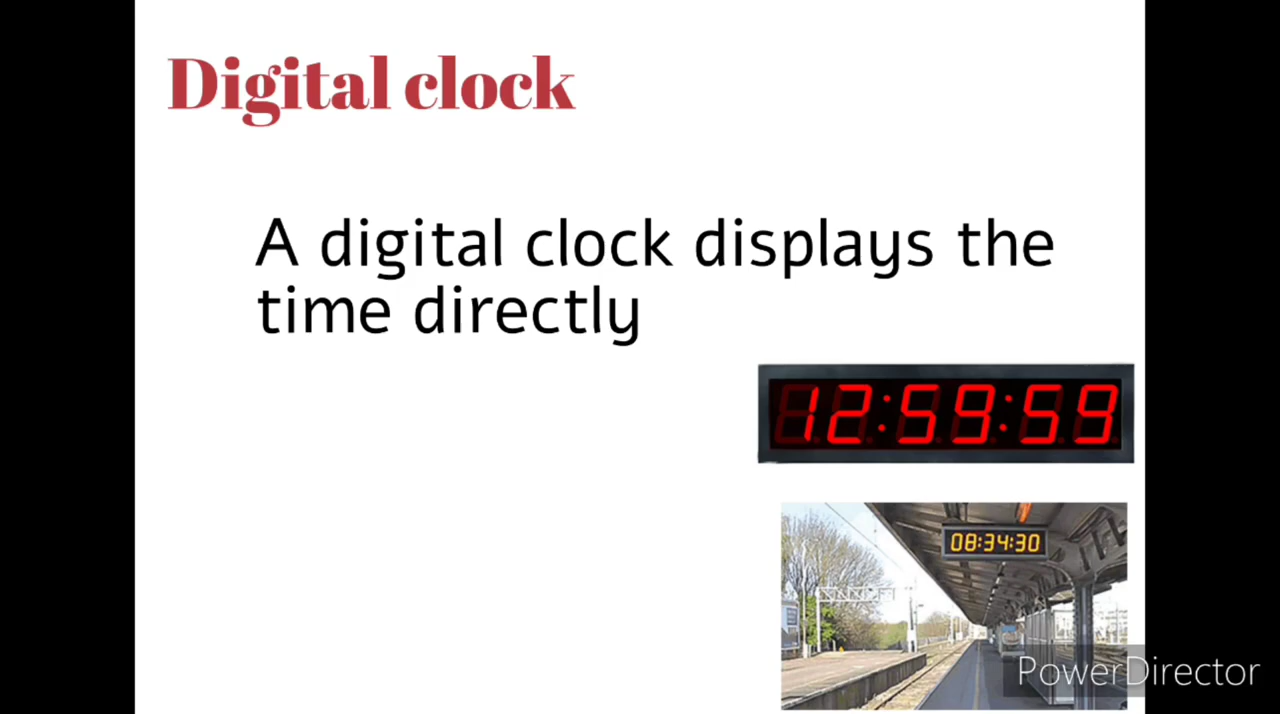 Digital clock
A digital clock displays the
time directly
12:59:59
08:34:30
PowerDirector